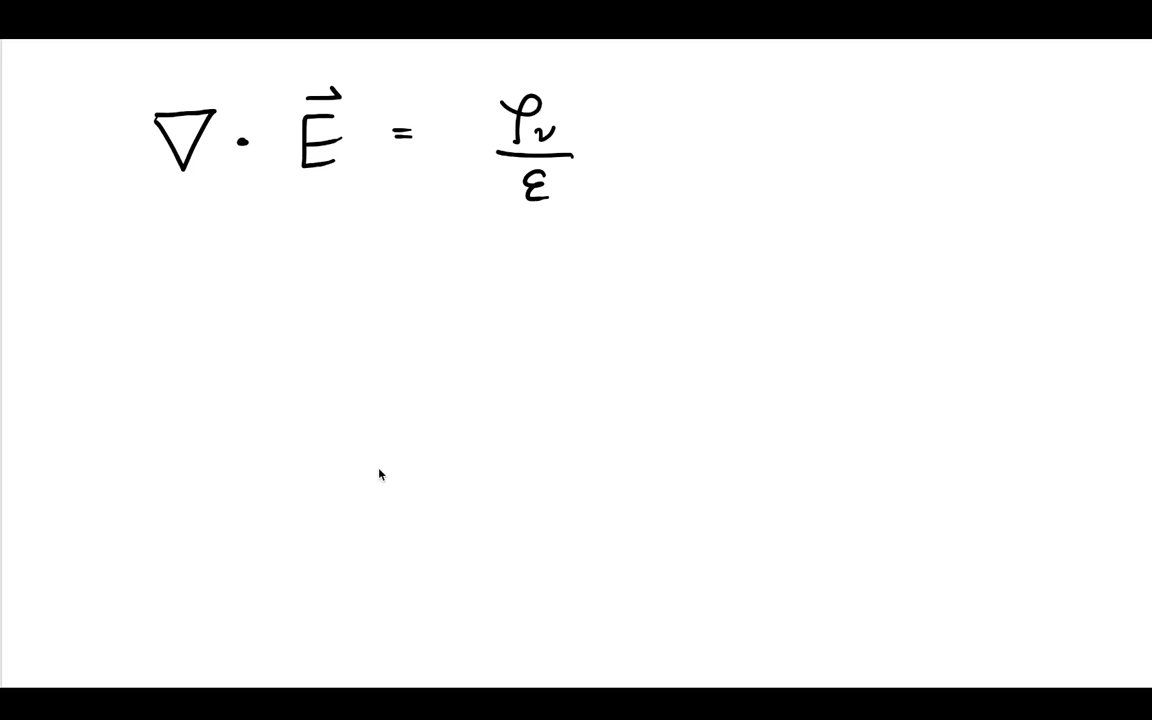 ∇ · E⃗ = ρᵥ / ε